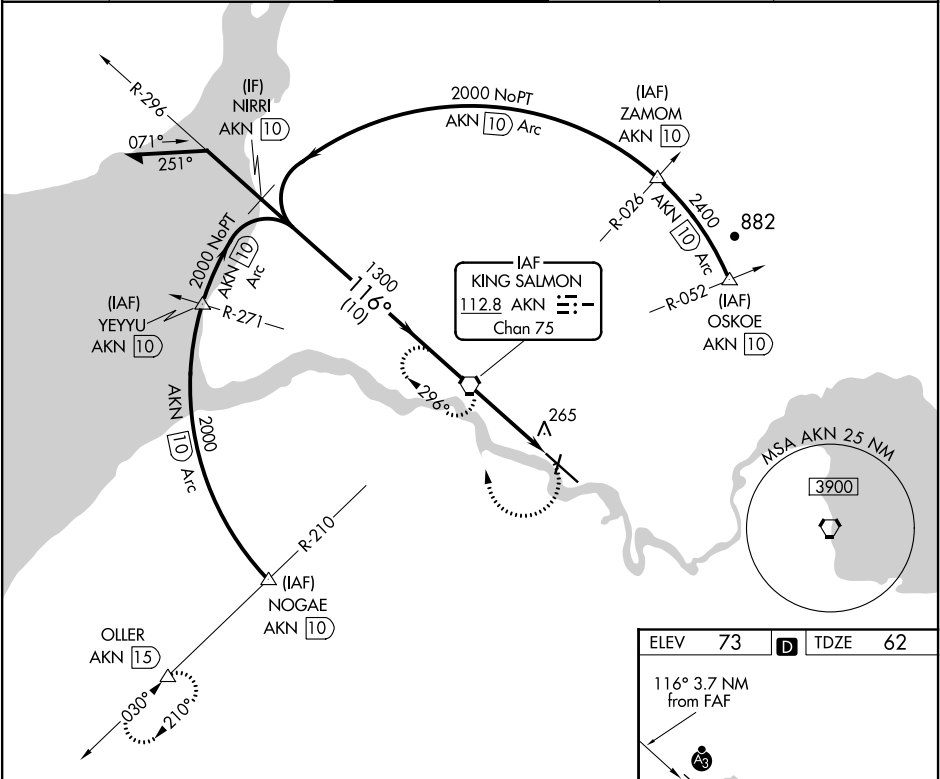 R-296
(IF)
NIRRI
AKN 10
071°
251°
2000 NoPT
AKN 10 Arc
(IAF)
ZAMOM
AKN 10
R-026
2400
AKN 10 Arc
882
R-052
(IAF)
OSKOE
AKN 10
2000 NoPT
AKN 10 Arc
(IAF)
YEYYU
AKN 10
R-271
1300
116°
(10)
IAF
KING SALMON
112.8 AKN
Chan 75
296°
265
AKN 10 Arc
2000
MSA AKN 25 NM
3900
R-210
(IAF)
NOGAE
AKN 10
OLLER
AKN 15
030°
210°
ELEV 73 D TDZE 62
116° 3.7 NM
from FAF
A3